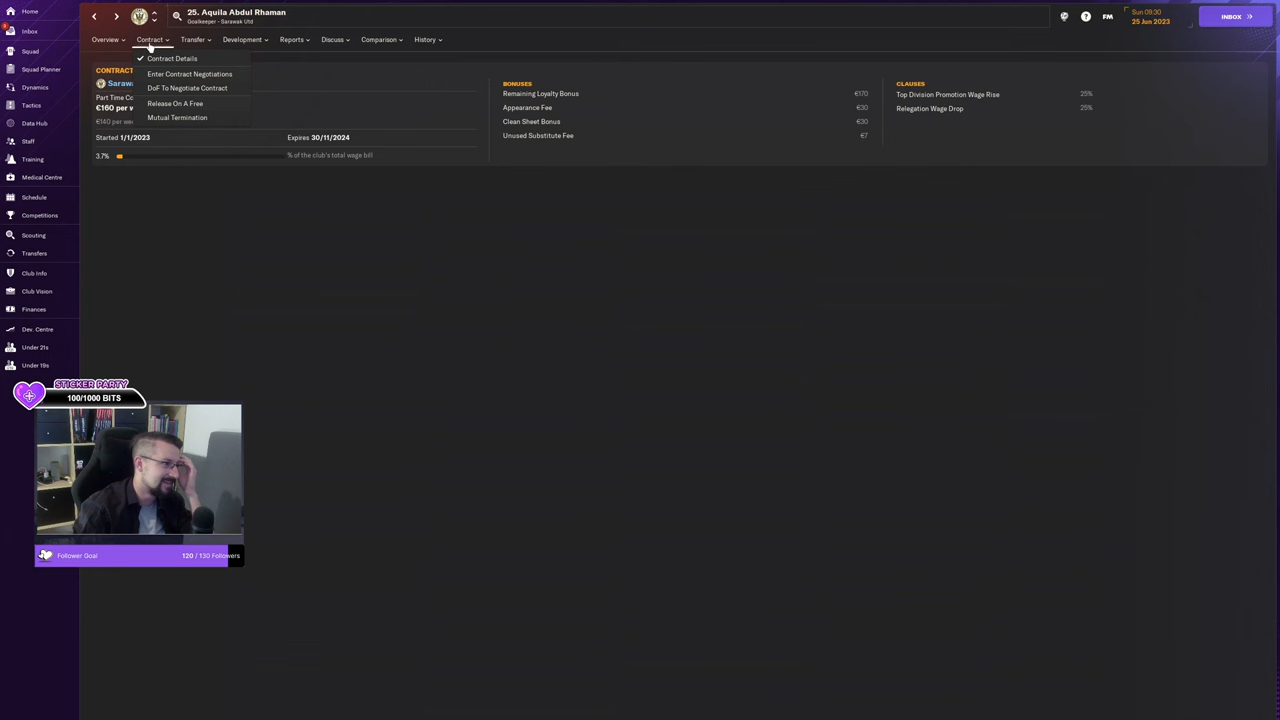 25. Aquila Abdul Rhaman
Goalkeeper - Sarawak Utd
Sun 09:30
25 Jun 2023
FM
INBOX
Home
Inbox
Squad
Squad Planner
Dynamics
Tactics
Data Hub
Staff
Training
Medical Centre
Schedule
Competitions
Scouting
Transfers
Club Info
Club Vision
Finances
Dev. Centre
Under 21s
Under 19s
Overview
Contract
Transfer
Development
Reports
Discuss
Comparison
History
Contract Details
Enter Contract Negotiations
DoF To Negotiate Contract
Release On A Free
Mutual Termination
CONTRACT
Sarawa
Part Time Co
€160 per w
€140 per wee
Started 1/1/2023
Expires 30/11/2024
3.7%
% of the club's total wage bill
BONUSES
Remaining Loyalty Bonus €170
Appearance Fee €30
Clean Sheet Bonus €30
Unused Substitute Fee €7
CLAUSES
Top Division Promotion Wage Rise 25%
Relegation Wage Drop 25%
STICKER PARTY
100/1000 BITS
Follower Goal
120 / 130 Followers